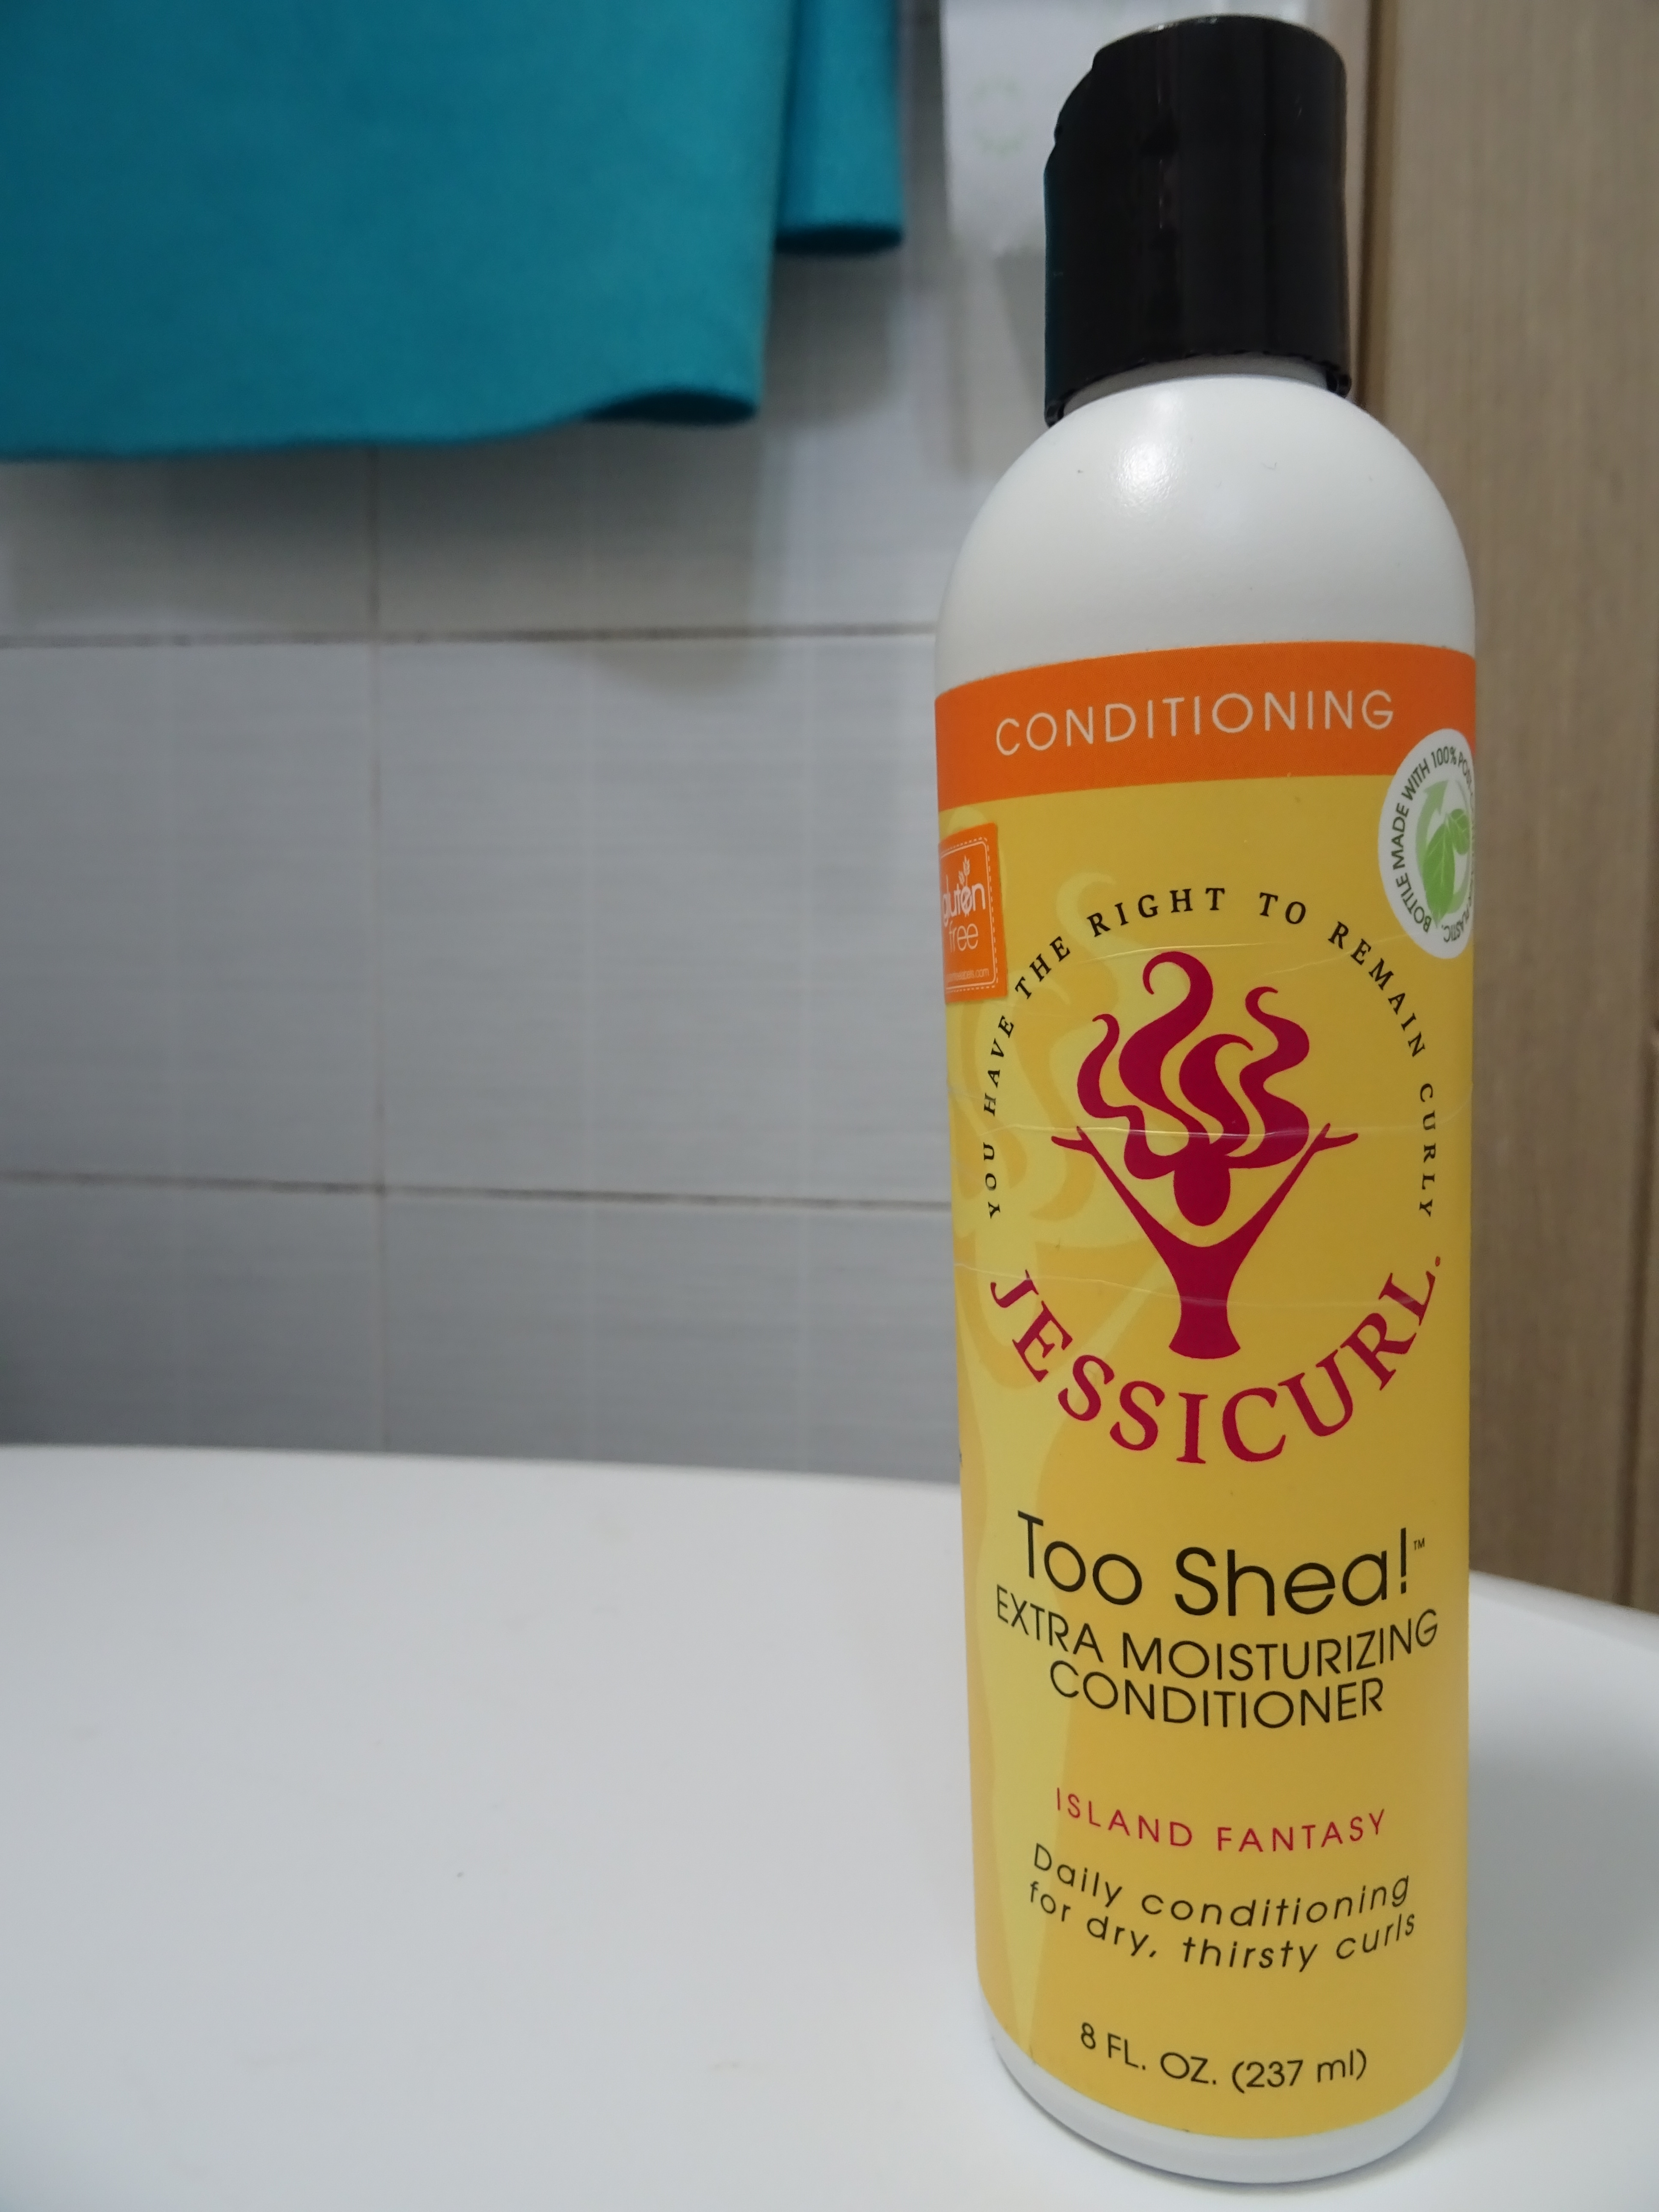 CONDITIONING
BOTTLE MADE WITH 100% PLASTIC.
gluten
free
YOU HAVE THE RIGHT TO REMAIN CURLY
JESSICURL
Too Shea!™
EXTRA MOISTURIZING
CONDITIONER
ISLAND FANTASY
Daily conditioning
for dry, thirsty curls
8 FL. OZ. (237 ml)